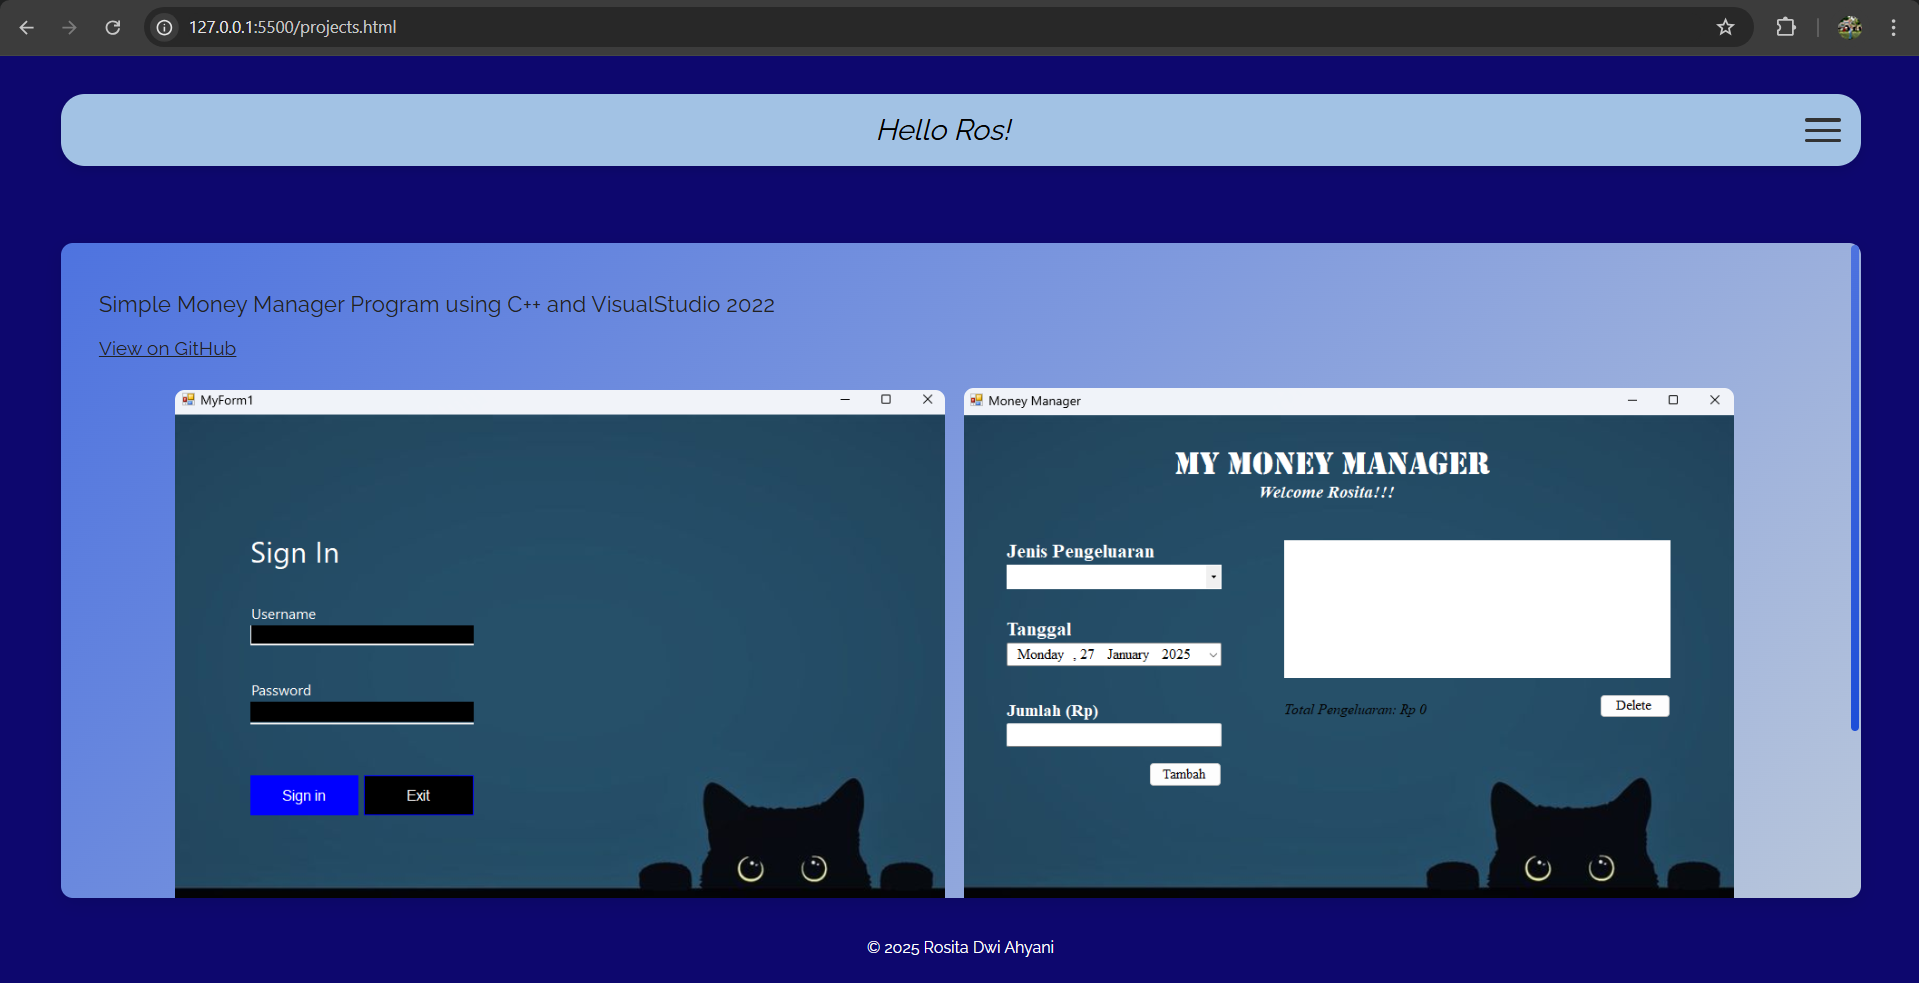 127.0.0.1:5500/projects.html
Hello Ros!
Simple Money Manager Program using C++ and VisualStudio 2022
View on GitHub
MyForm1
Sign In
Username
Password
Sign in
Exit
Money Manager
MY MONEY MANAGER
Welcome Rosita!!!
Jenis Pengeluaran
Tanggal
Monday , 27 January 2025
Jumlah (Rp)
Tambah
Total Pengeluaran: Rp 0
Delete
© 2025 Rosita Dwi Ahyani